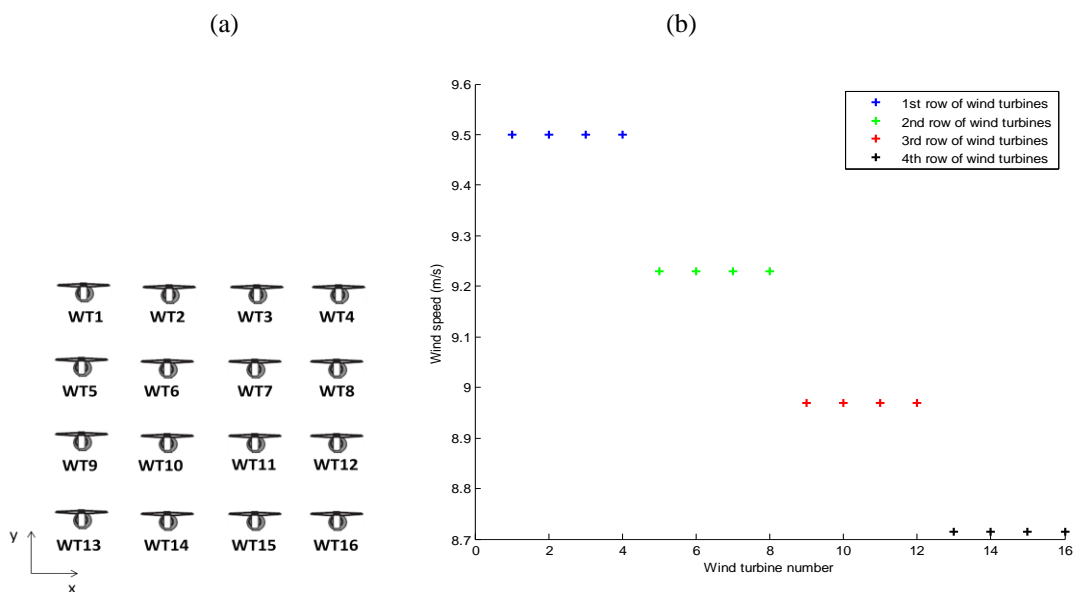 (a)
(b)
WT1 WT2 WT3 WT4
WT5 WT6 WT7 WT8
WT9 WT10 WT11 WT12
WT13 WT14 WT15 WT16
y
x
9.6
9.5
9.4
9.3
9.2
9.1
9
8.9
8.8
8.7
Wind speed (m/s)
0 2 4 6 8 10 12 14 16
Wind turbine number
1st row of wind turbines
2nd row of wind turbines
3rd row of wind turbines
4th row of wind turbines